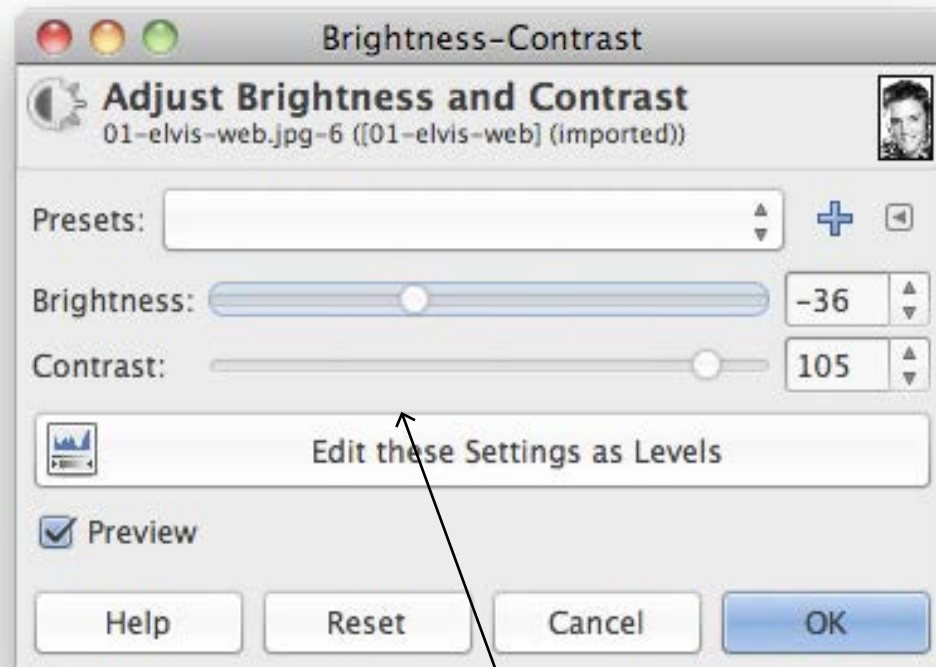 Brightness-Contrast
Adjust Brightness and Contrast
01-elvis-web.jpg-6 ([01-elvis-web] (imported))
Presets:
Brightness: -36
Contrast: 105
Edit these Settings as Levels
Preview
Help Reset Cancel OK